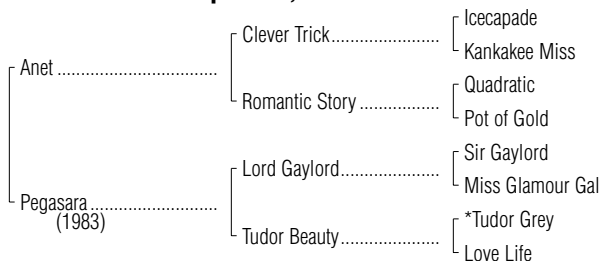 Icecapade
Clever Trick
Kankakee Miss
Anet
Quadratic
Romantic Story
Pot of Gold
Sir Gaylord
Lord Gaylord
Miss Glamour Gal
Pegasara
(1983)
*Tudor Grey
Tudor Beauty
Love Life